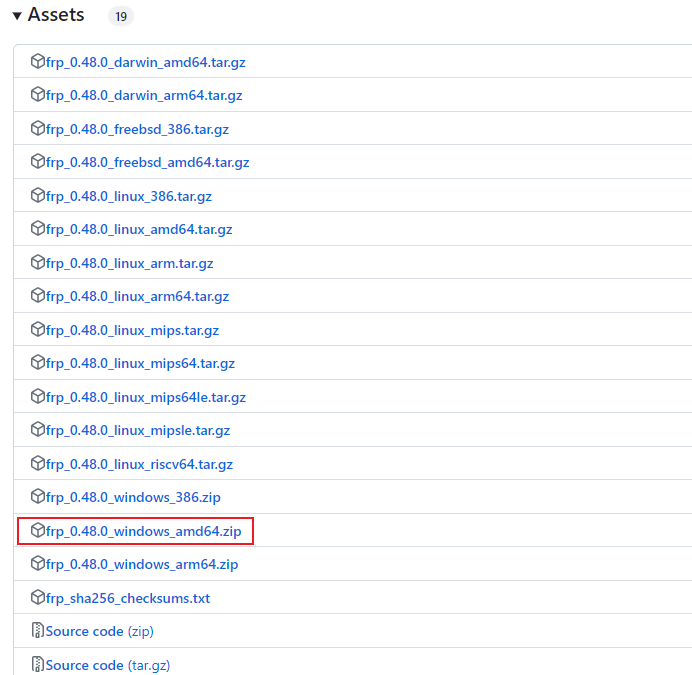 Assets 19
frp_0.48.0_darwin_amd64.tar.gz
frp_0.48.0_darwin_arm64.tar.gz
frp_0.48.0_freebsd_386.tar.gz
frp_0.48.0_freebsd_amd64.tar.gz
frp_0.48.0_linux_386.tar.gz
frp_0.48.0_linux_amd64.tar.gz
frp_0.48.0_linux_arm.tar.gz
frp_0.48.0_linux_arm64.tar.gz
frp_0.48.0_linux_mips.tar.gz
frp_0.48.0_linux_mips64.tar.gz
frp_0.48.0_linux_mips64le.tar.gz
frp_0.48.0_linux_mipsle.tar.gz
frp_0.48.0_linux_riscv64.tar.gz
frp_0.48.0_windows_386.zip
frp_0.48.0_windows_amd64.zip
frp_0.48.0_windows_arm64.zip
frp_sha256_checksums.txt
Source code (zip)
Source code (tar.gz)